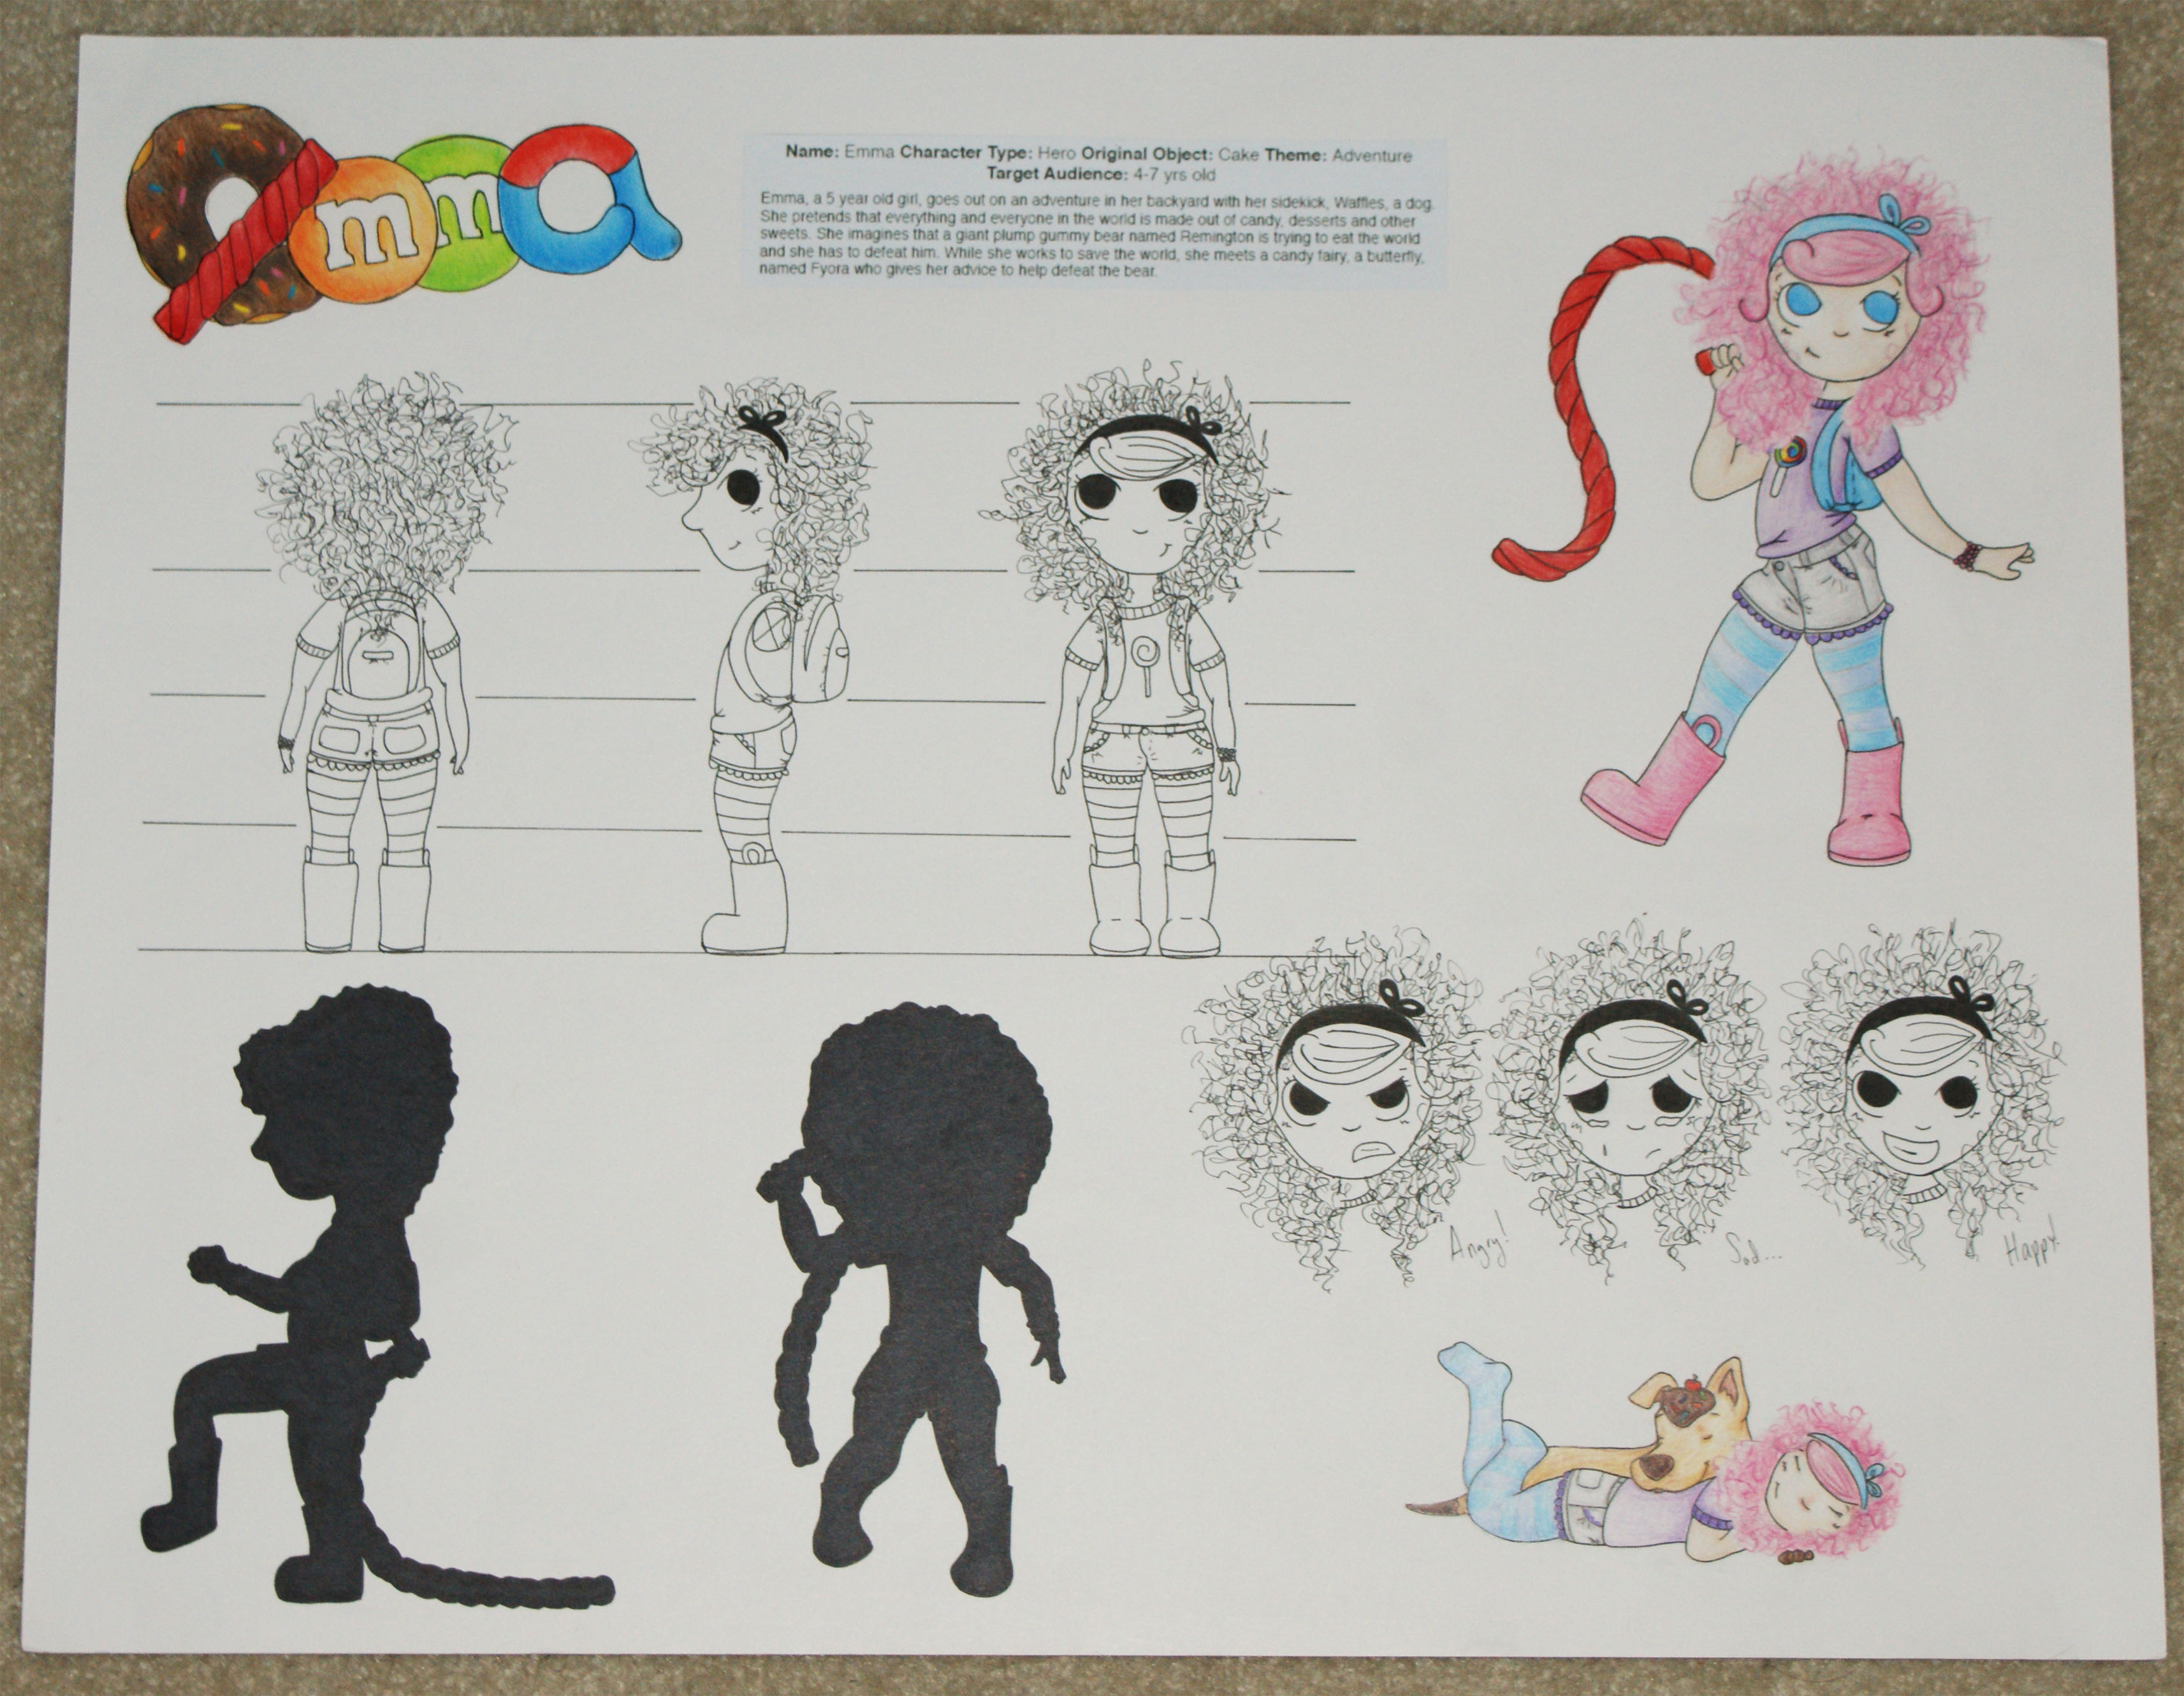 emma
Name: Emma Character Type: Hero Original Object: Cake Theme: Adventure
Target Audience: 4-7 yrs old
Emma, a 5 year old girl, goes out on an adventure in her backyard with her sidekick, Waffles, a dog.
She pretends that everything and everyone in the world is made out of candy, desserts and other
sweets. She imagines that a giant plump gummy bear named Remington is trying to eat the world
and she has to defeat him. While she works to save the world, she meets a candy fairy, a butterfly,
named Fyora who gives her advice to help defeat the bear.
Angry!
Sad...
Happy!